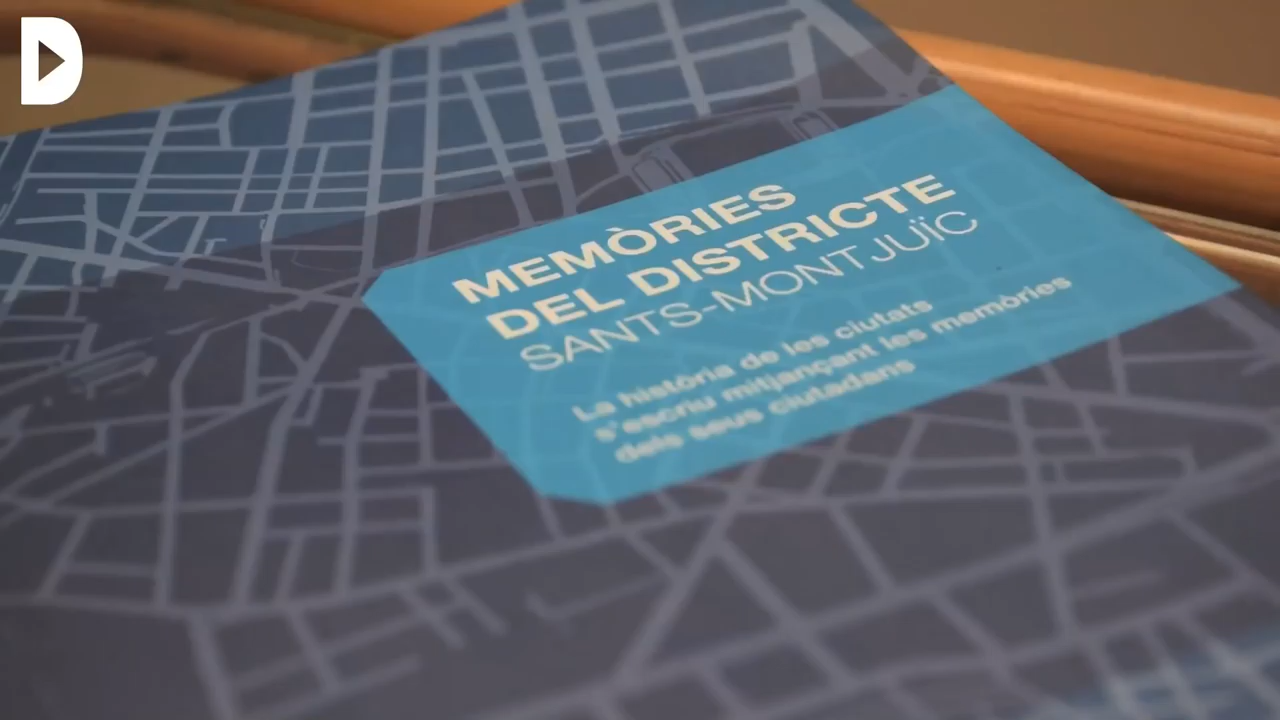 D
MEMÒRIES
DEL DISTRICTE
SANTS-MONTJUÏC
La història de les ciutats
s'escriu mitjançant les memòries
dels seus ciutadans